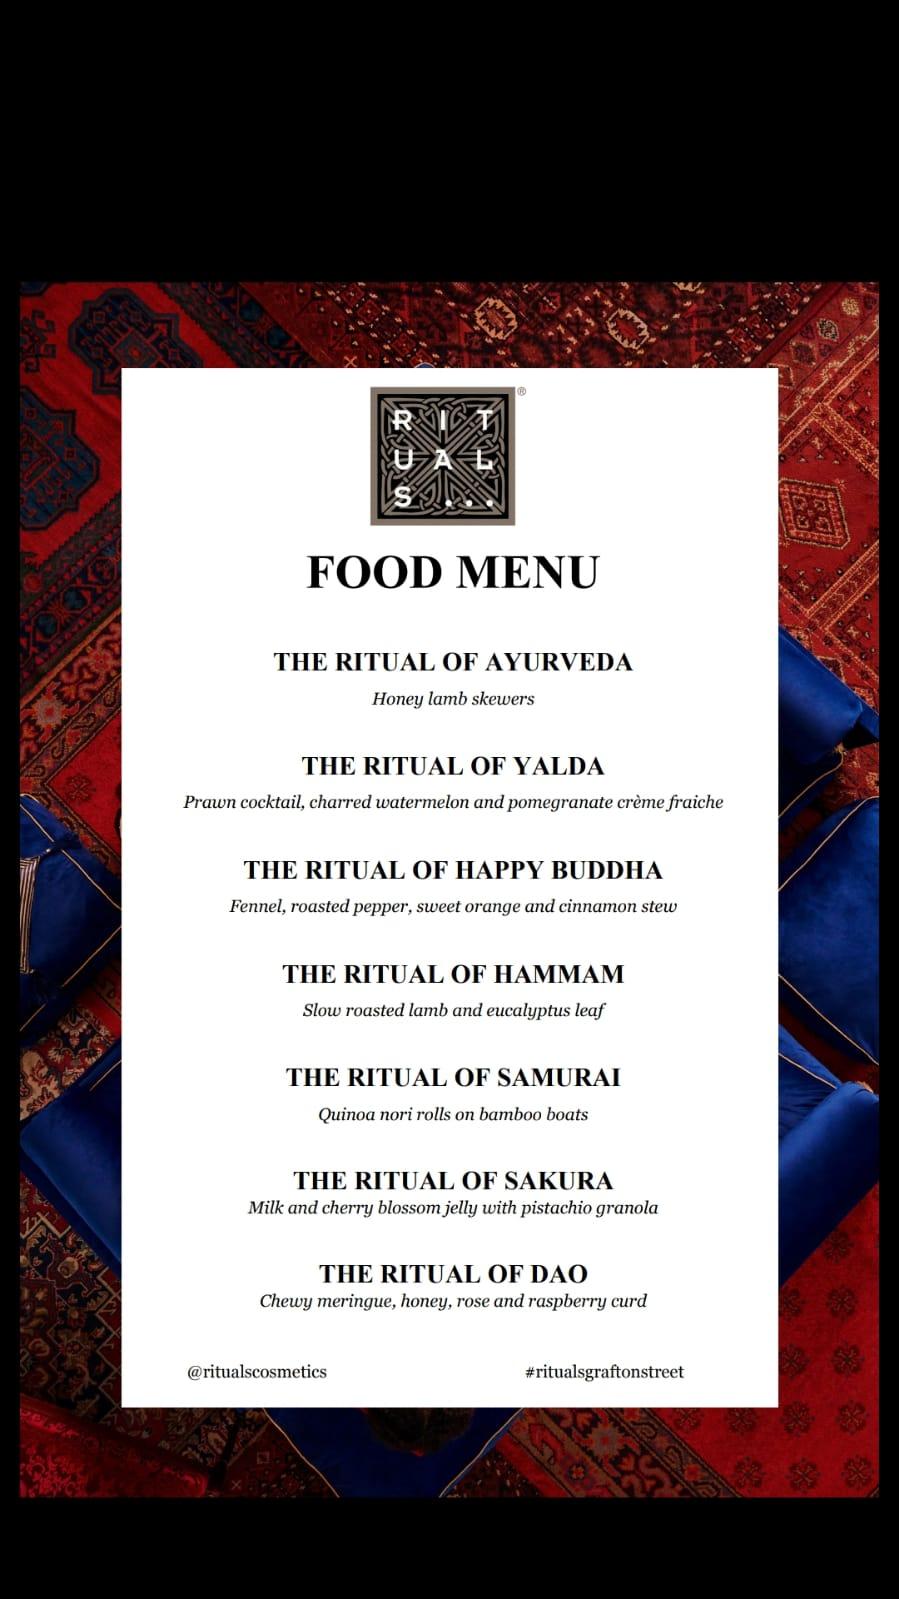 RIT
UAL
S...
®
FOOD MENU
THE RITUAL OF AYURVEDA
Honey lamb skewers
THE RITUAL OF YALDA
Prawn cocktail, charred watermelon and pomegranate crème fraiche
THE RITUAL OF HAPPY BUDDHA
Fennel, roasted pepper, sweet orange and cinnamon stew
THE RITUAL OF HAMMAM
Slow roasted lamb and eucalyptus leaf
THE RITUAL OF SAMURAI
Quinoa nori rolls on bamboo boats
THE RITUAL OF SAKURA
Milk and cherry blossom jelly with pistachio granola
THE RITUAL OF DAO
Chewy meringue, honey, rose and raspberry curd
@ritualscosmetics #ritualsgraftonstreet